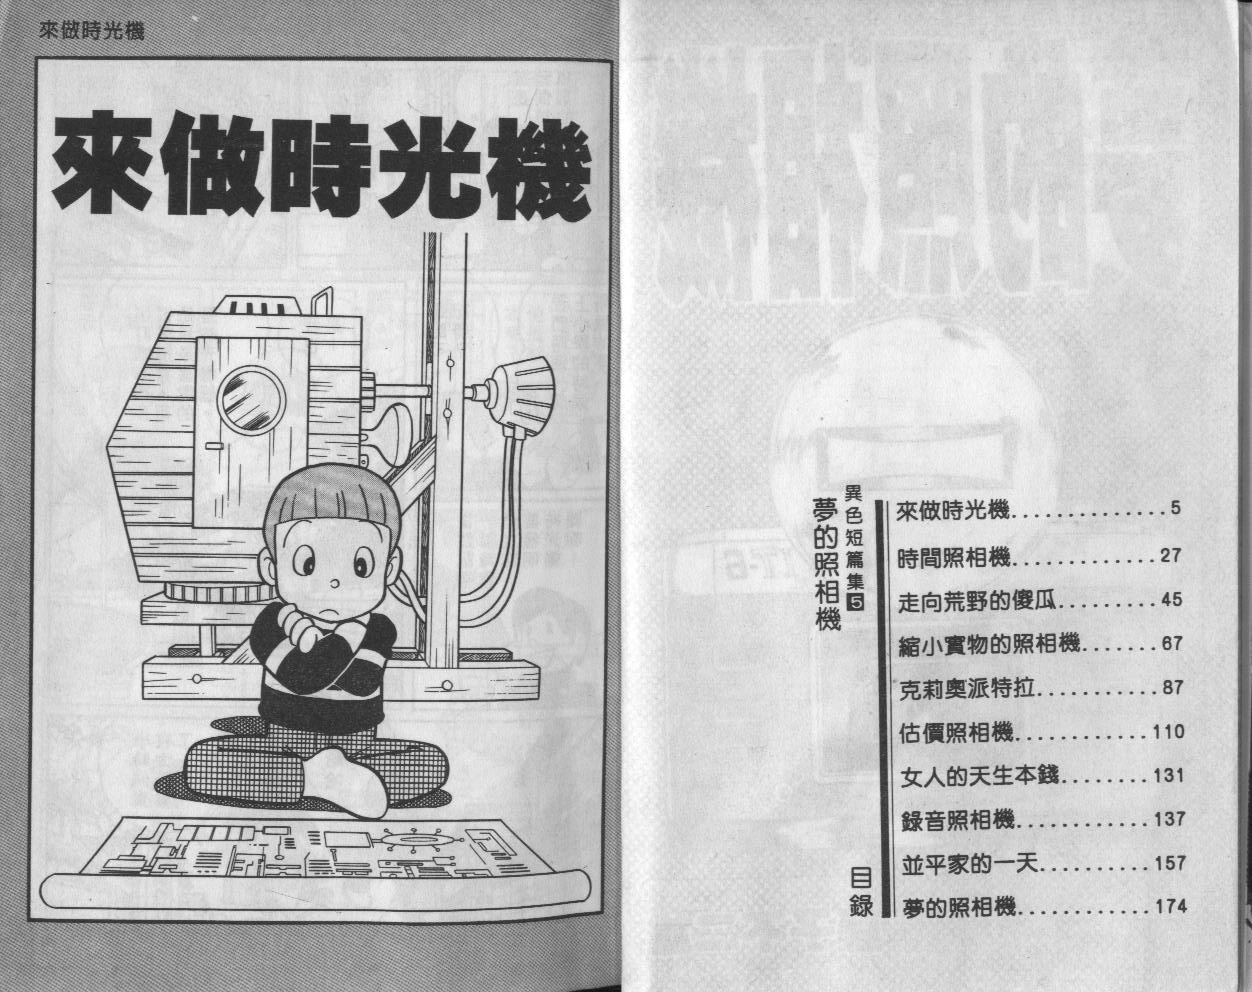 來做時光機
來做時光機
異色短篇集5
夢的照相機
目錄
來做時光機..............5
時間照相機.............27
走向荒野的傻瓜.........45
縮小實物的照相機.......67
克莉奧派特拉...........87
估價照相機............110
女人的天生本錢........131
錄音照相機............137
並平家的一天..........157
夢的照相機............174